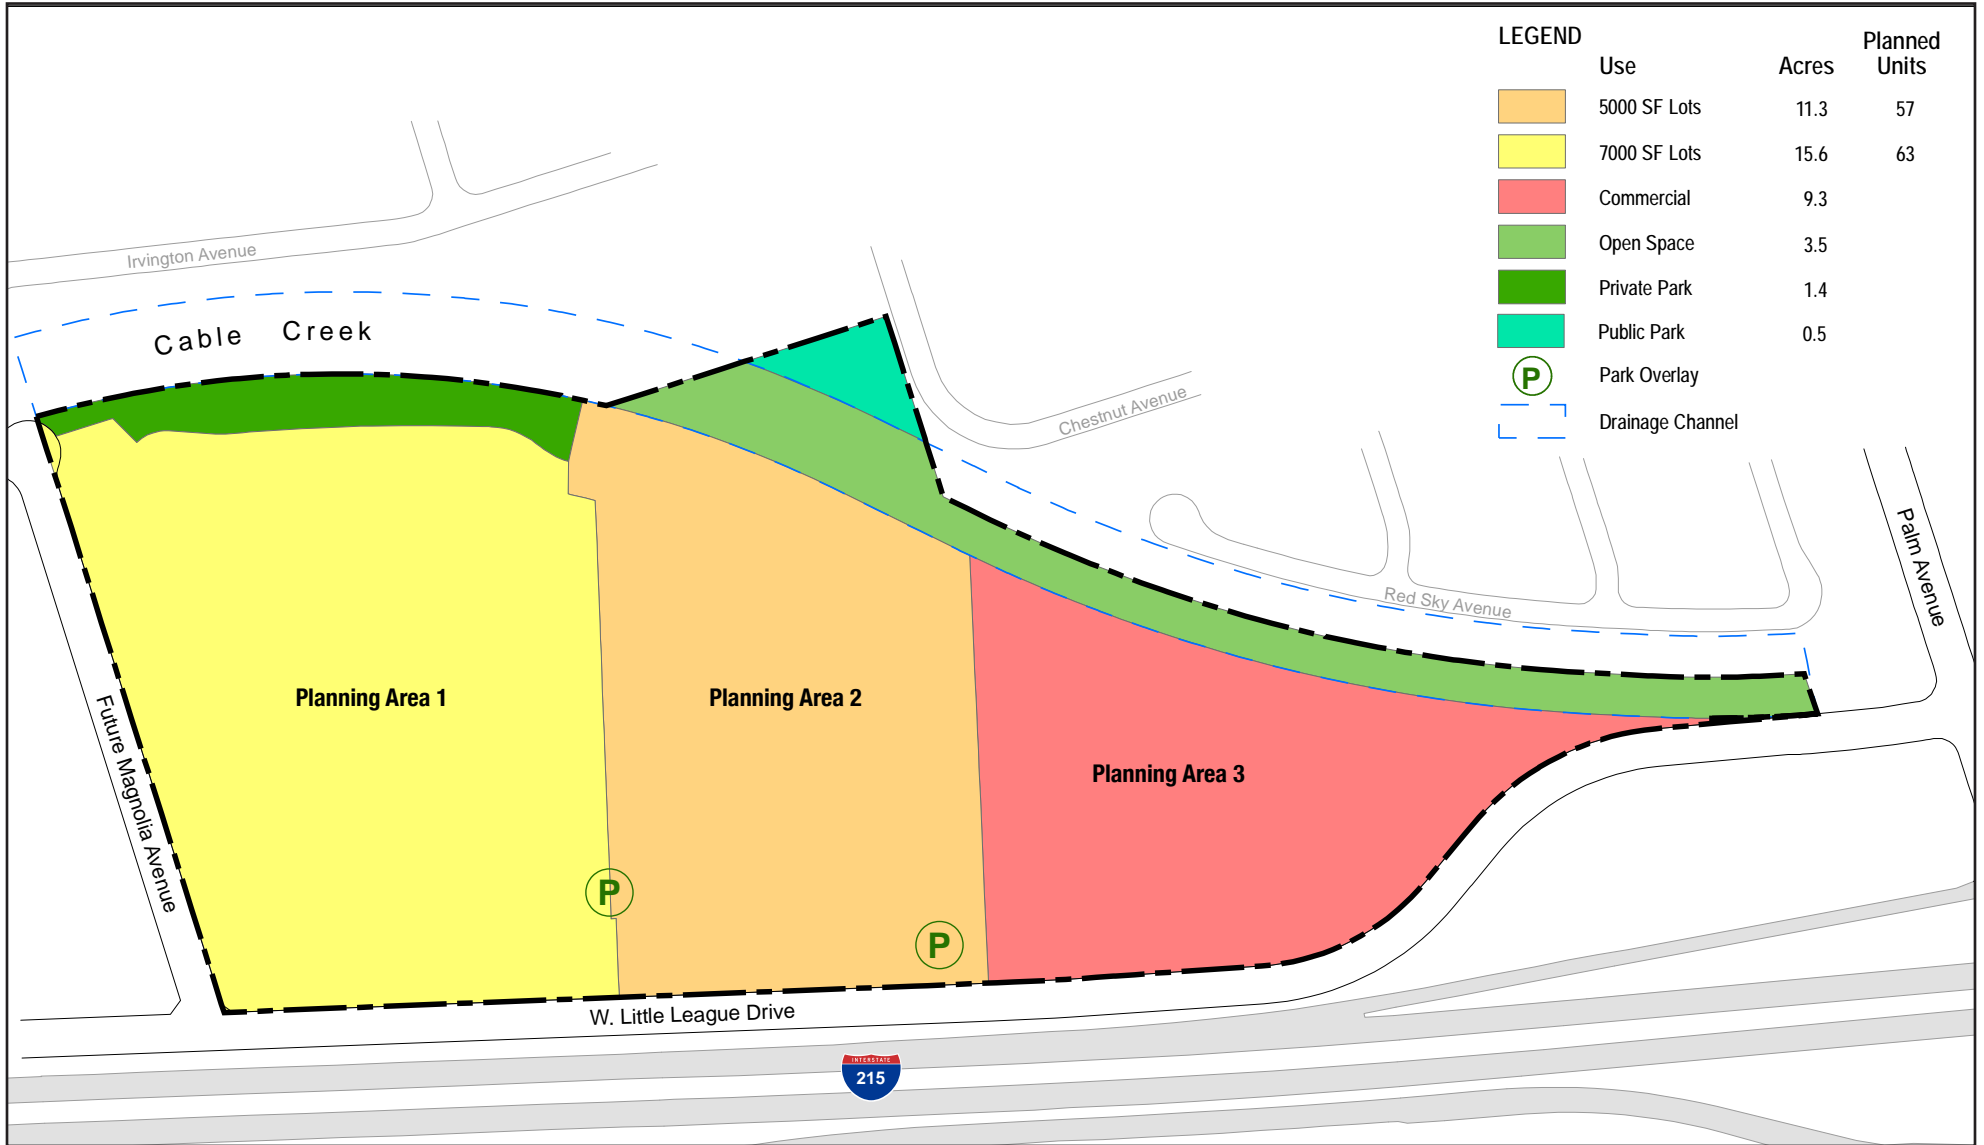 LEGEND
Planned
Use Acres Units
5000 SF Lots 11.3 57
7000 SF Lots 15.6 63
Commercial 9.3
Open Space 3.5
Private Park 1.4
Public Park 0.5
P Park Overlay
Drainage Channel
Irvington Avenue
Cable Creek
Chestnut Avenue
Red Sky Avenue
Palm Avenue
Planning Area 1
Planning Area 2
Planning Area 3
Future Magnolia Avenue
P
P
W. Little League Drive
INTERSTATE
215